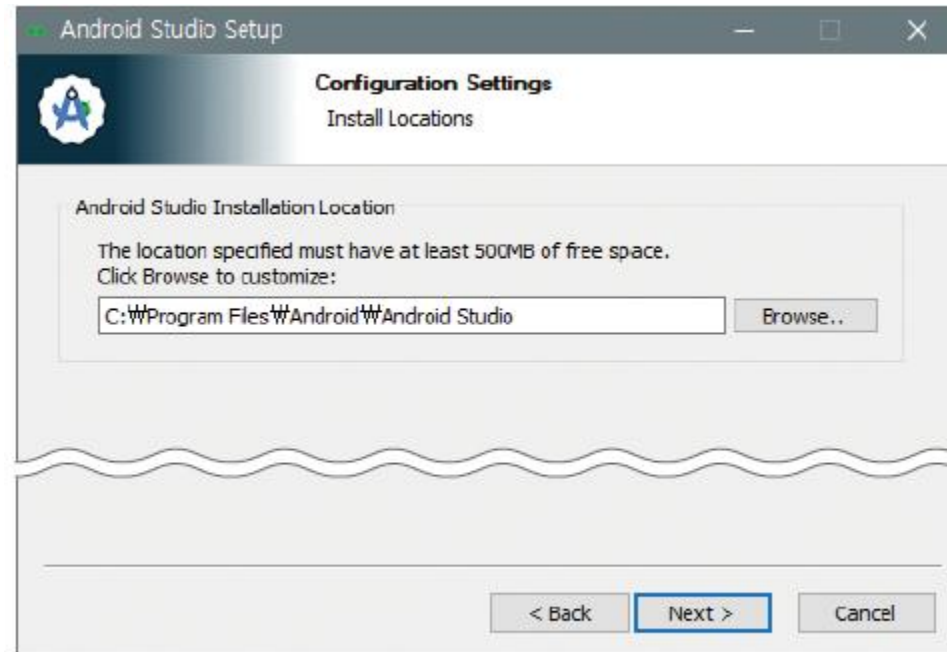 Android Studio Setup
Configuration Settings
Install Locations
Android Studio Installation Location
The location specified must have at least 500MB of free space.
Click Browse to customize:
C:₩Program Files₩Android₩Android Studio
Browse..
< Back
Next >
Cancel